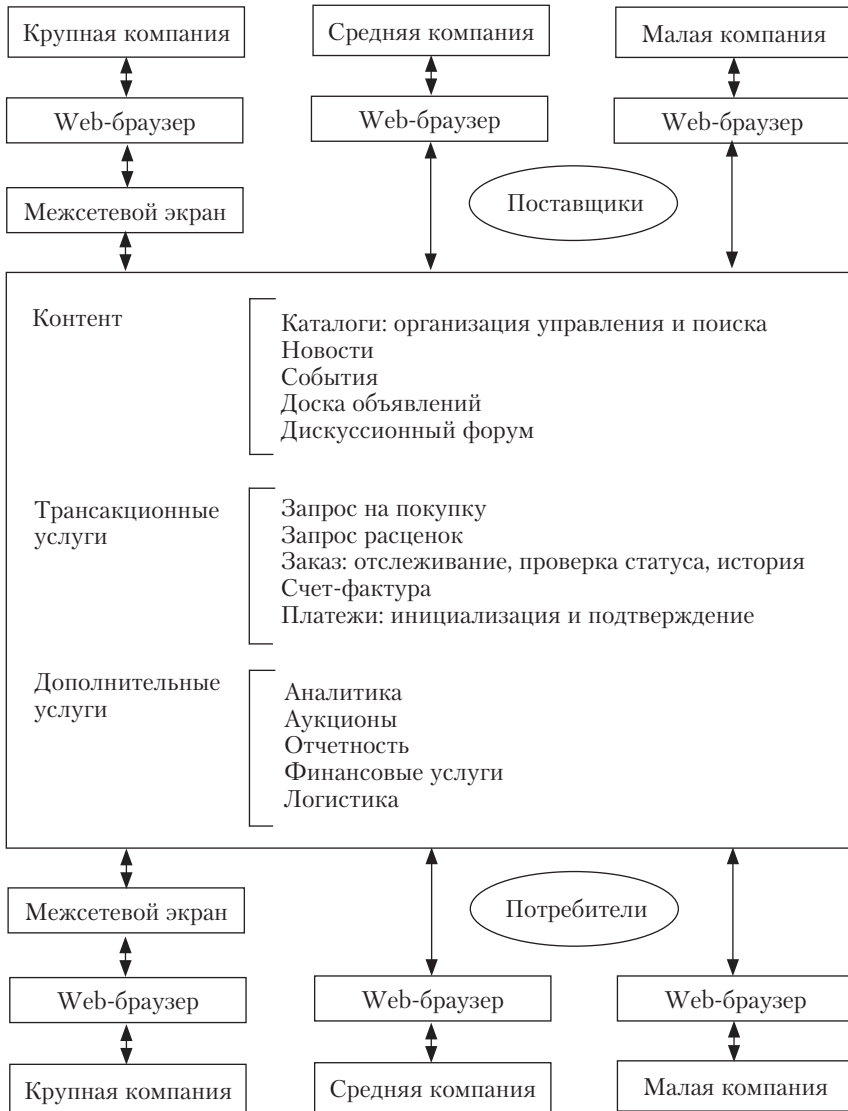 Крупная компания
Средняя компания
Малая компания
Web-браузер
Web-браузер
Web-браузер
Межсетевой экран
Поставщики
Контент
Каталоги: организация управления и поиска
Новости
События
Доска объявлений
Дискуссионный форум
Трансакционные
услуги
Запрос на покупку
Запрос расценок
Заказ: отслеживание, проверка статуса, история
Счет-фактура
Платежи: инициализация и подтверждение
Дополнительные
услуги
Аналитика
Аукционы
Отчетность
Финансовые услуги
Логистика
Межсетевой экран
Потребители
Web-браузер
Web-браузер
Web-браузер
Крупная компания
Средняя компания
Малая компания